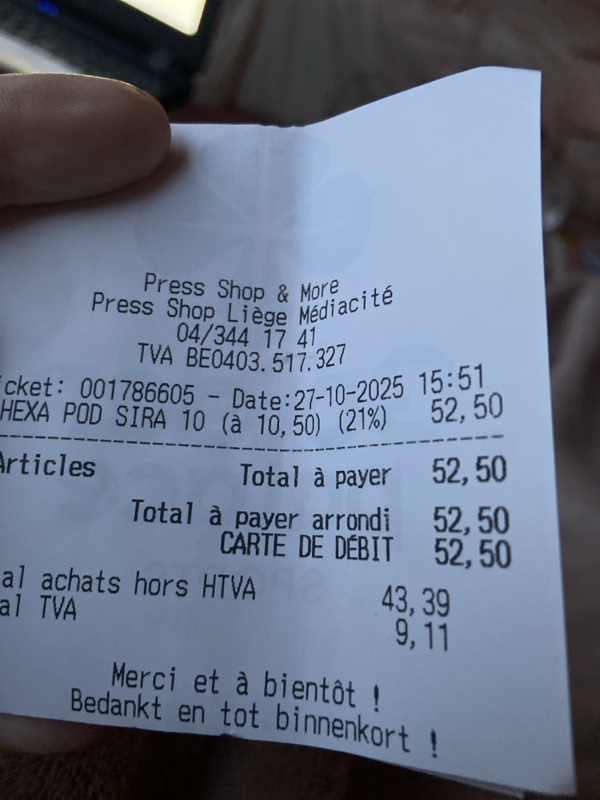 Press Shop & More
Press Shop Liège Médiacité
04/344 17 41
TVA BE0403.517.327
icket: 001786605 - Date:27-10-2025 15:51
HEXA POD SIRA 10 (à 10,50) (21%) 52,50
Articles Total à payer 52,50
Total à payer arrondi 52,50
CARTE DE DÉBIT 52,50
al achats hors HTVA 43,39
al TVA 9,11
Merci et à bientôt !
Bedankt en tot binnenkort !